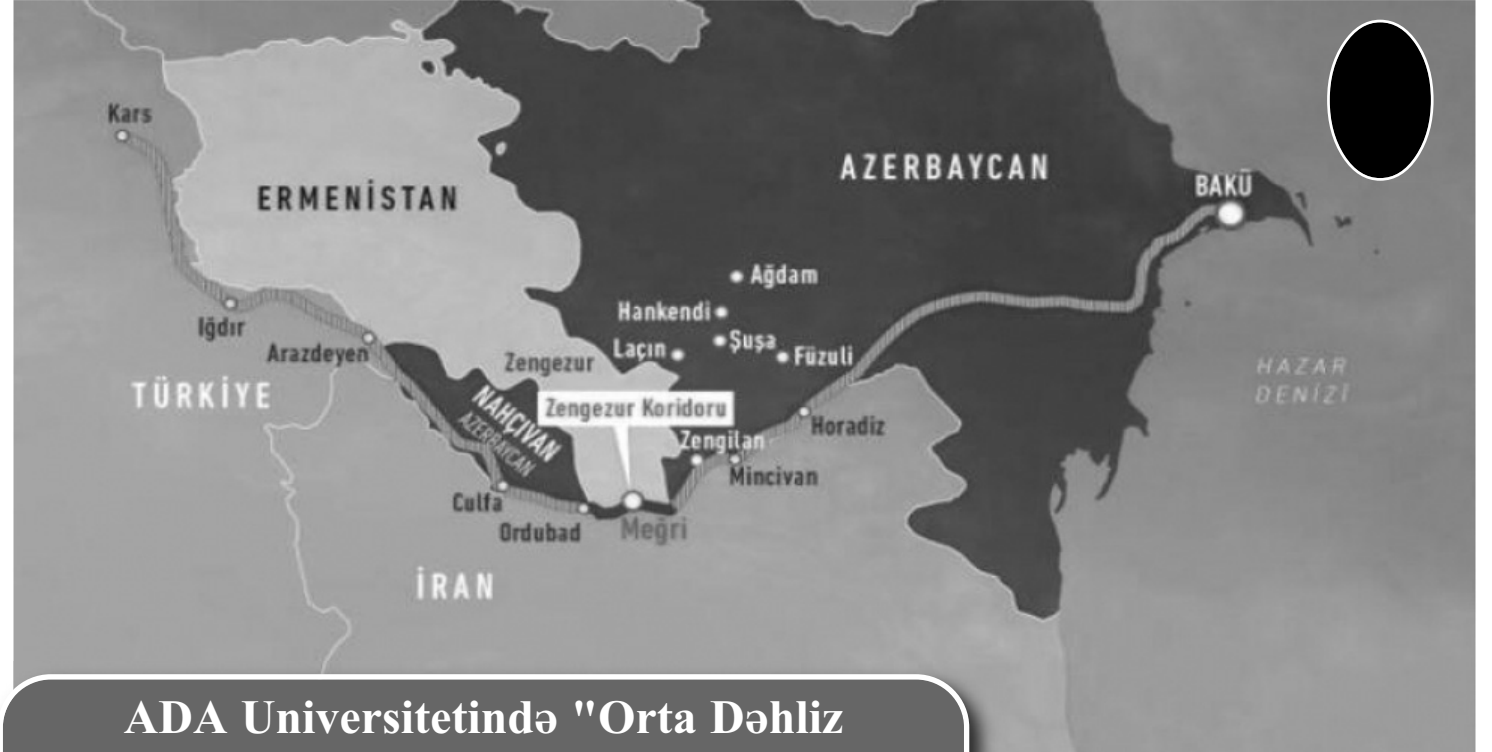 Kars
ERMENİSTAN
AZERBAYCAN
BAKÜ
Ağdam
Hankendi
Şuşa
Laçın
Füzuli
Iğdır
Arazdeyen
Zengezur
HAZAR
DENİZİ
TÜRKİYE
NAHÇIVAN
AZERBAYCAN
Zengezur Koridoru
Horadiz
Zengilan
Mincivan
Culfa
Ordubad
Meğri
İRAN
ADA Universitetində "Orta Dəhliz